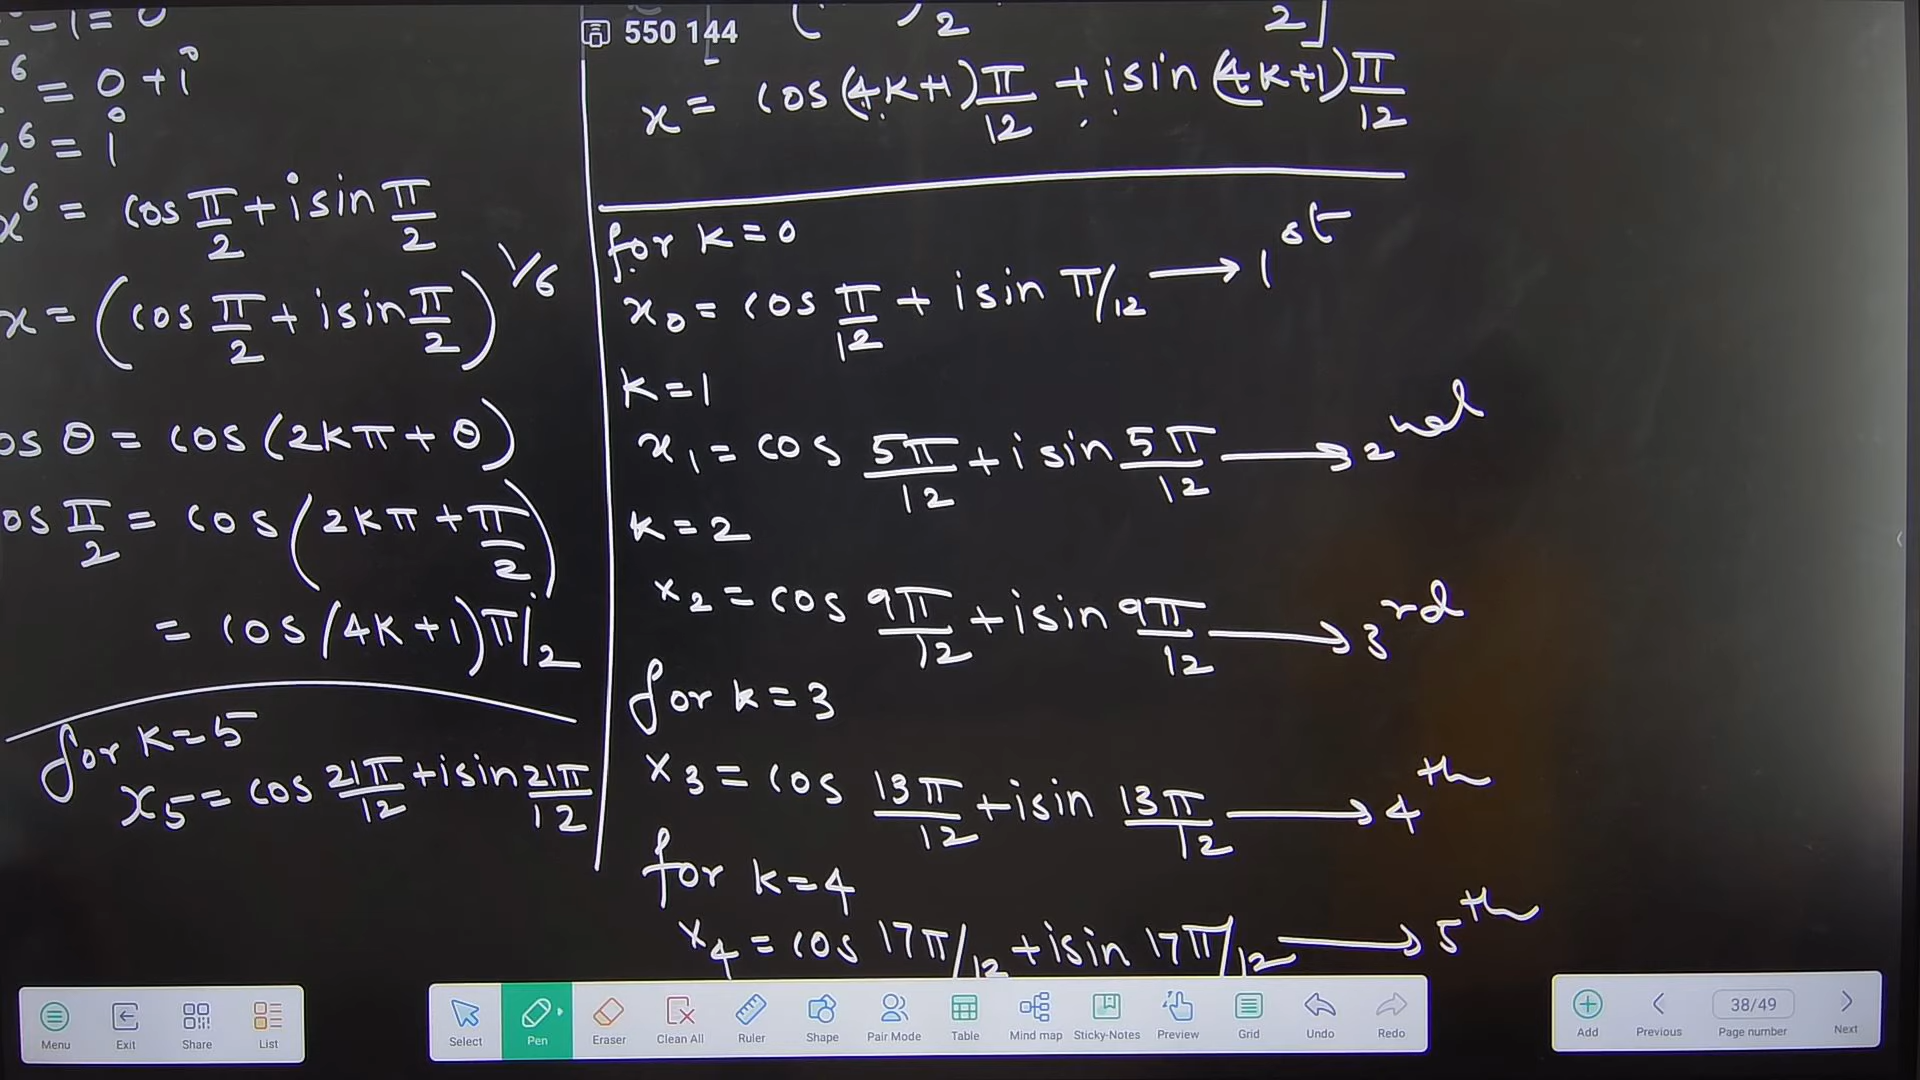 -1=0
6 = 0+i
6 = i
x⁶ = cos π/2 + i sin π/2
x = (cos π/2 + i sin π/2)^1/6
os θ = cos (2kπ + θ)
os π/2 = cos (2kπ + π/2)
= cos (4k+1) π/2
for k=5
x₅ = cos 21π/12 + i sin 21π/12
550 144
2 2]
x = cos (4k+1) π/12 + i sin (4k+1) π/12
for k=0
x₀ = cos π/12 + i sin π/12 → 1st
k=1
x₁ = cos 5π/12 + i sin 5π/12 → 2nd
k=2
x₂ = cos 9π/12 + i sin 9π/12 → 3rd
for k=3
x₃ = cos 13π/12 + i sin 13π/12 → 4th
for k=4
x₄ = cos 17π/12 + i sin 17π/12 → 5th
Menu Exit Share List
Select Pen Eraser Clean All Ruler Shape Pair Mode Table Mind map Sticky-Notes Preview Grid Undo Redo
Add Previous 38/49 Page number Next